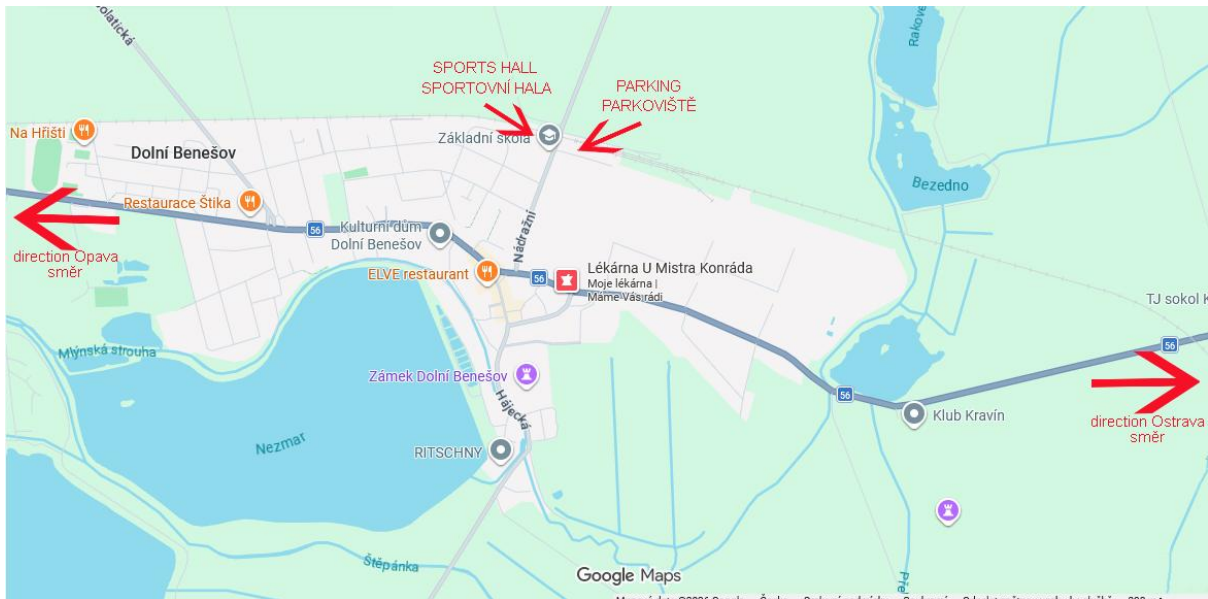 olatická
SPORTS HALL
SPORTOVNÍ HALA
PARKING
PARKOVIŠTĚ
Rakove
Na Hřišti
Dolní Benešov
Základní škola
Bezedno
Restaurace Štika
direction Opava
směr
56
Kulturní dům
Dolní Benešov
Nádražní
ELVE restaurant
56
Lékárna U Mistra Konráda
Moje lékárna |
Máme Vás rádi
TJ sokol K
56
Mlýnská strouha
Zámek Dolní Benešov
Hájecká
56
Klub Kravín
direction Ostrava
směr
Nezmar
RITSCHNY
Štěpánka
Google Maps